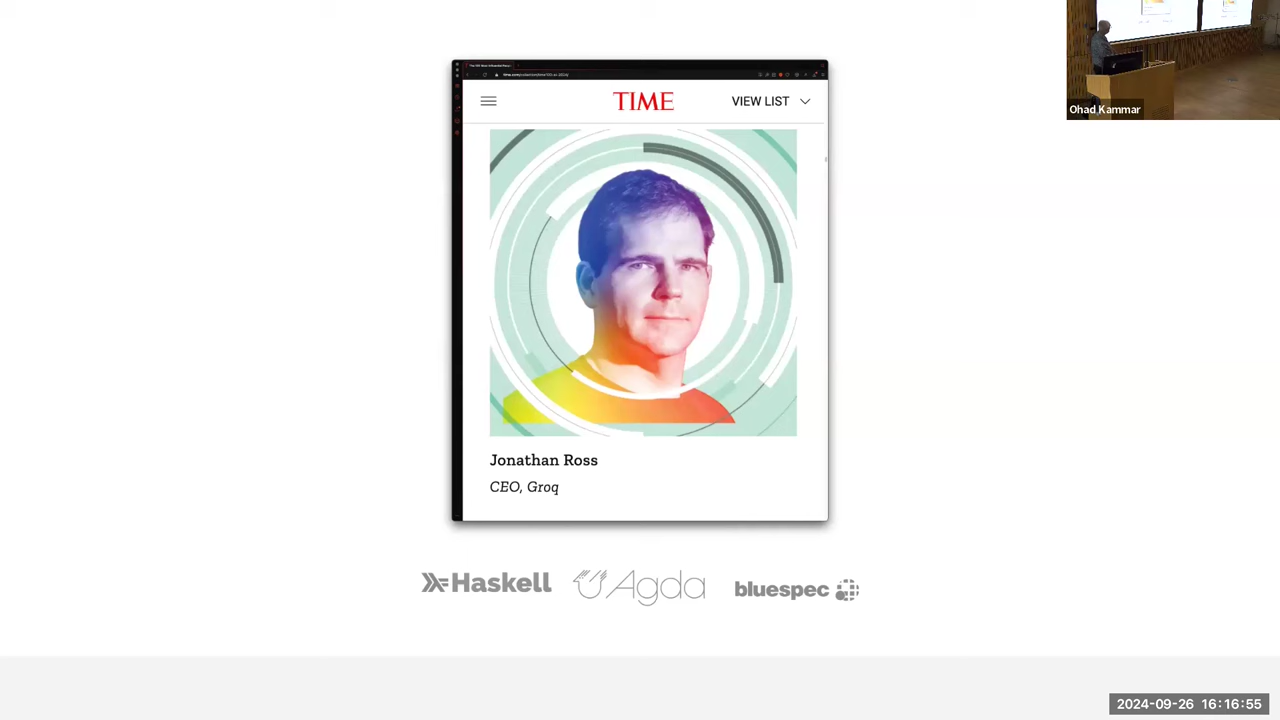 Ohad Kammar
TIME
VIEW LIST
Jonathan Ross
CEO, Groq
Haskell
Agda
bluespec
2024-09-26 16:16:55